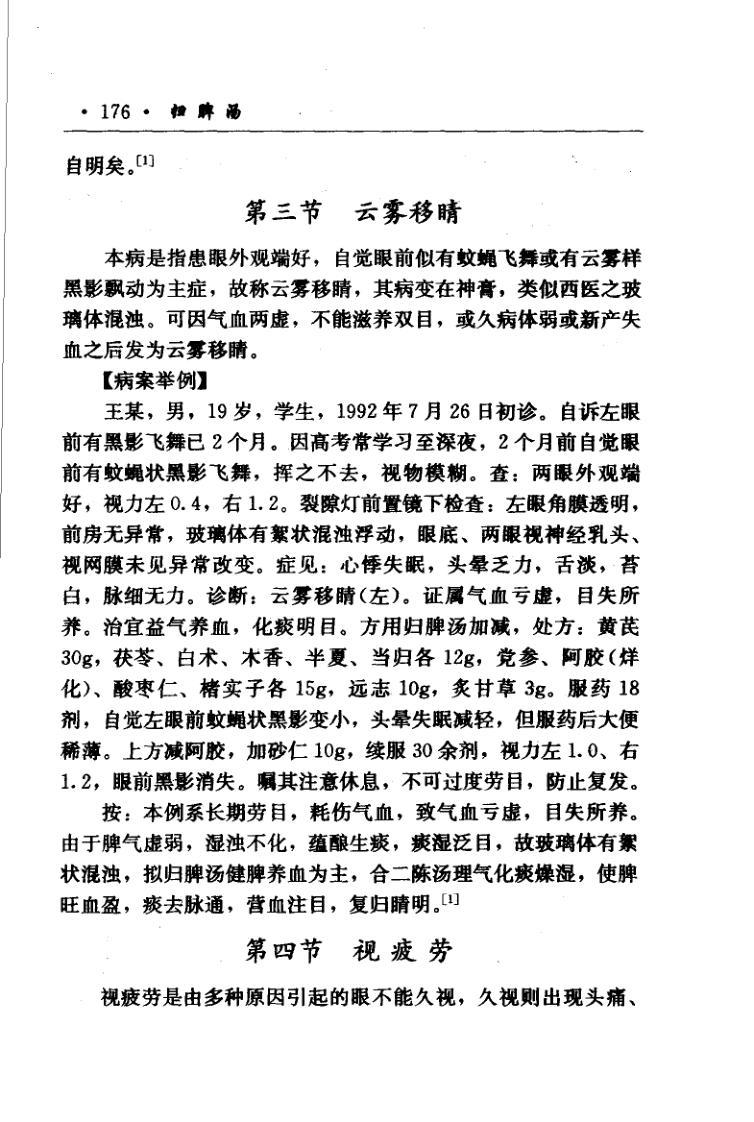 · 176 · 归脾汤
自明矣。[1]
第三节 云雾移睛
本病是指患眼外观端好，自觉眼前似有蚊蝇飞舞或有云雾样
黑影飘动为主症，故称云雾移睛，其病变在神膏，类似西医之玻
璃体混浊。可因气血两虚，不能滋养双目，或久病体弱或新产失
血之后发为云雾移睛。
【病案举例】
王某，男，19岁，学生，1992年7月26日初诊。自诉左眼
前有黑影飞舞已2个月。因高考常学习至深夜，2个月前自觉眼
前有蚊蝇状黑影飞舞，挥之不去，视物模糊。查：两眼外观端
好，视力左0.4，右1.2。裂隙灯前置镜下检查：左眼角膜透明，
前房无异常，玻璃体有絮状混浊浮动，眼底、两眼视神经乳头、
视网膜未见异常改变。症见：心悸失眠，头晕乏力，舌淡，苔
白，脉细无力。诊断：云雾移睛(左)。证属气血亏虚，目失所
养。治宜益气养血，化痰明目。方用归脾汤加减，处方：黄芪
30g，茯苓、白术、木香、半夏、当归各12g，党参、阿胶(烊
化)、酸枣仁、楮实子各15g，远志10g，炙甘草3g。服药18
剂，自觉左眼前蚊蝇状黑影变小，头晕失眠减轻，但服药后大便
稀薄。上方减阿胶，加砂仁10g，续服30余剂，视力左1.0、右
1.2，眼前黑影消失。嘱其注意休息，不可过度劳目，防止复发。
按：本例系长期劳目，耗伤气血，致气血亏虚，目失所养。
由于脾气虚弱，湿浊不化，蕴酿生痰，痰湿泛目，故玻璃体有絮
状混浊，拟归脾汤健脾养血为主，合二陈汤理气化痰燥湿，使脾
旺血盈，痰去脉通，营血注目，复归睛明。[1]
第四节 视疲劳
视疲劳是由多种原因引起的眼不能久视，久视则出现头痛、